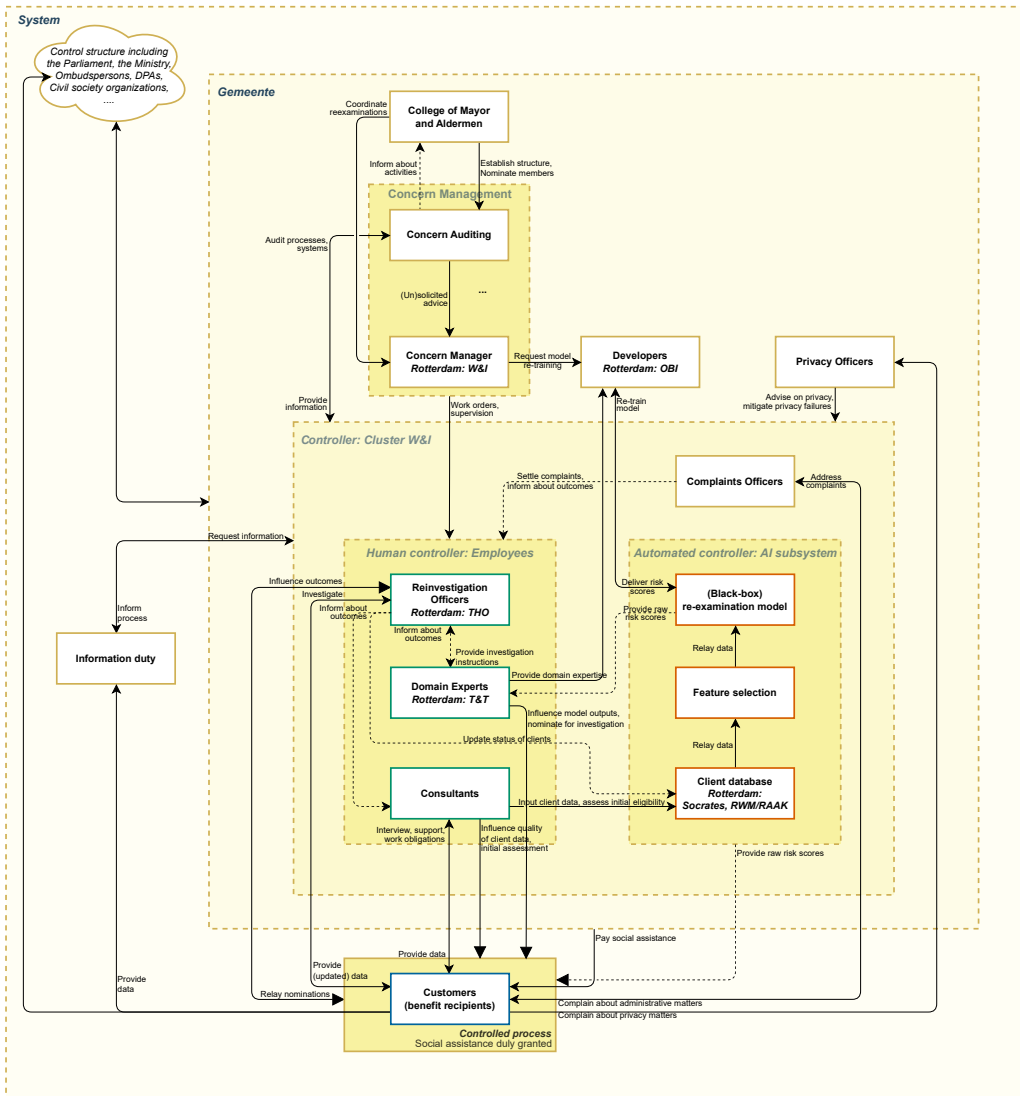 System
Control structure including
the Parliament, the Ministry,
Ombudspersons, DPAs,
Civil society organizations,
....
Gemeente
Coordinate
reexaminations
College of Mayor
and Aldermen
Inform about
activities
Establish structure,
Nominate members
Concern Management
Audit processes,
systems
Concern Auditing
(Un)solicited
advice
...
Concern Manager
Rotterdam: W&I
Request model
re-training
Developers
Rotterdam: OBI
Privacy Officers
Provide
information
Work orders,
supervision
Re-train
model
Advise on privacy,
mitigate privacy failures
Controller: Cluster W&I
Settle complaints,
inform about outcomes
Complaints Officers
Address
complaints
Request information
Human controller: Employees
Automated controller: AI subsystem
Influence outcomes
Investigate
Inform about
outcomes
Reinvestigation
Officers
Rotterdam: THO
Deliver risk
scores
Provide raw
risk scores
(Black-box)
re-examination model
Inform
process
Inform about
outcomes
Provide investigation
instructions
Relay data
Information duty
Domain Experts
Rotterdam: T&T
Provide domain expertise
Feature selection
Influence model outputs,
nominate for investigation
Update status of clients
Relay data
Consultants
Input client data, assess initial eligibility
Client database
Rotterdam:
Socrates, RWM/RAAK
Interview, support,
work obligations
Influence quality
of client data,
initial assessment
Provide raw risk scores
Pay social assistance
Provide data
Provide
(updated) data
Provide
data
Relay nominations
Customers
(benefit recipients)
Complain about administrative matters
Complain about privacy matters
Controlled process
Social assistance duly granted